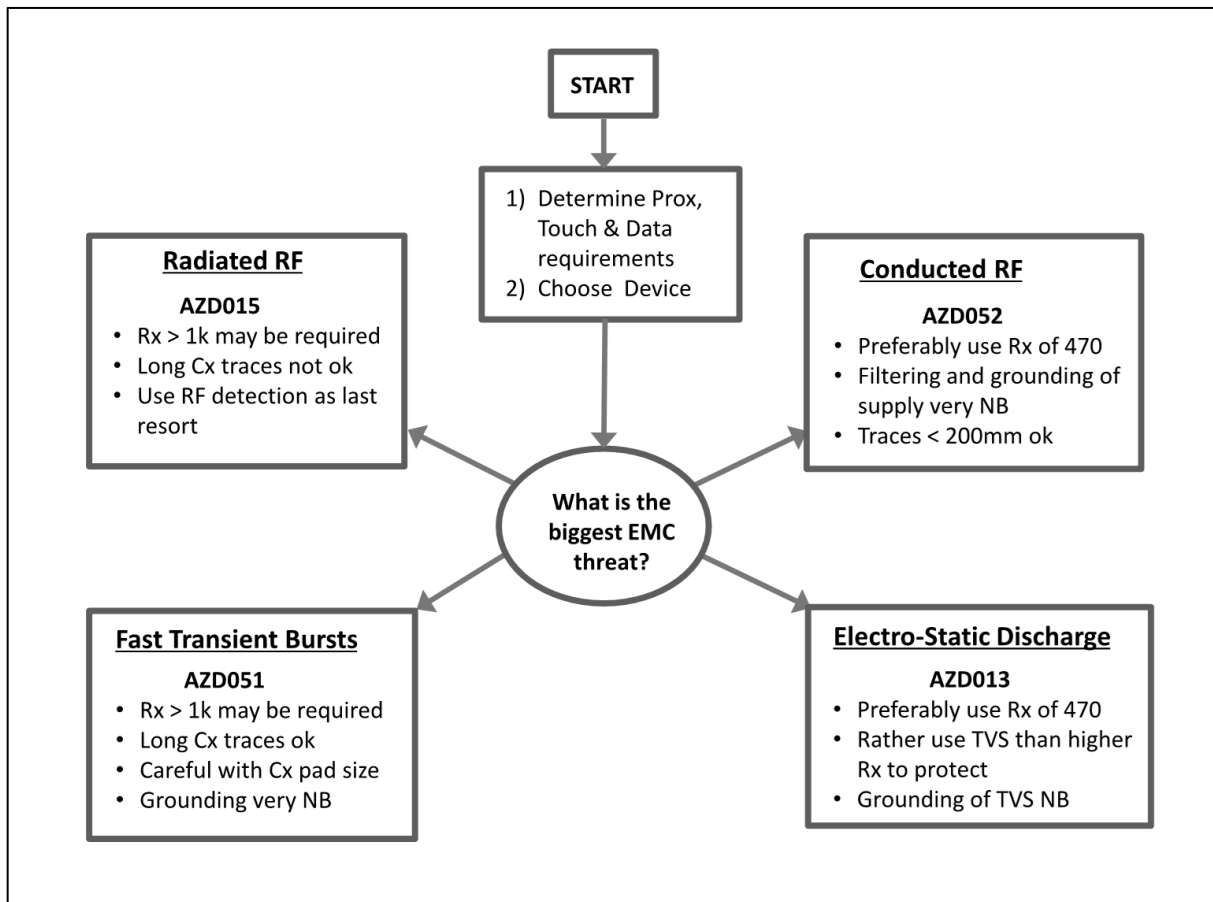 START
1) Determine Prox,
Touch & Data
requirements
2) Choose Device
Radiated RF
AZD015
• Rx > 1k may be required
• Long Cx traces not ok
• Use RF detection as last
resort
Conducted RF
AZD052
• Preferably use Rx of 470
• Filtering and grounding of
supply very NB
• Traces < 200mm ok
What is the
biggest EMC
threat?
Fast Transient Bursts
AZD051
• Rx > 1k may be required
• Long Cx traces ok
• Careful with Cx pad size
• Grounding very NB
Electro-Static Discharge
AZD013
• Preferably use Rx of 470
• Rather use TVS than higher
Rx to protect
• Grounding of TVS NB